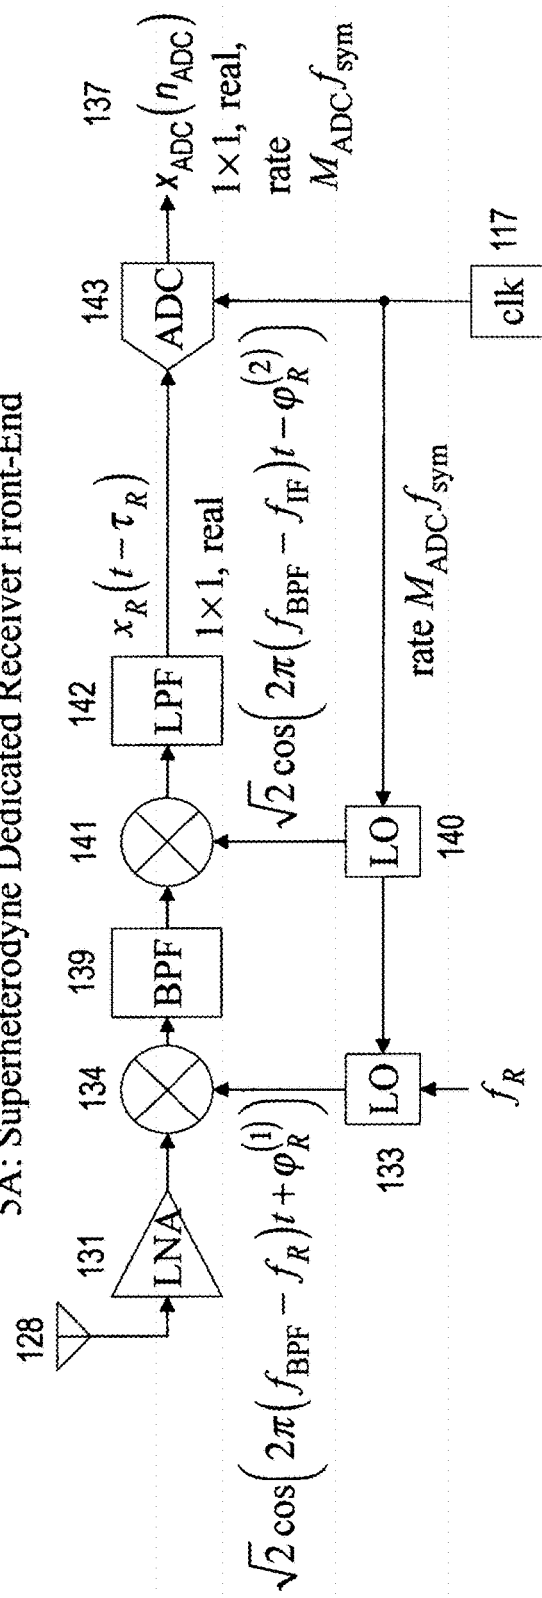 5A: Superheterodyne Dedicated Receiver Front-End
128
131
LNA
134
139
BPF
141
142
LPF
x_R(t−τ_R)
1×1, real
143
ADC
137
x_ADC(n_ADC)
1×1, real,
rate
M_ADC f_sym
√2 cos(2π(f_BPF − f_R)t + φ_R^(1))
√2 cos(2π(f_BPF − f_IF)t − φ_R^(2))
133
LO
f_R
LO
140
rate M_ADC f_sym
clk
117